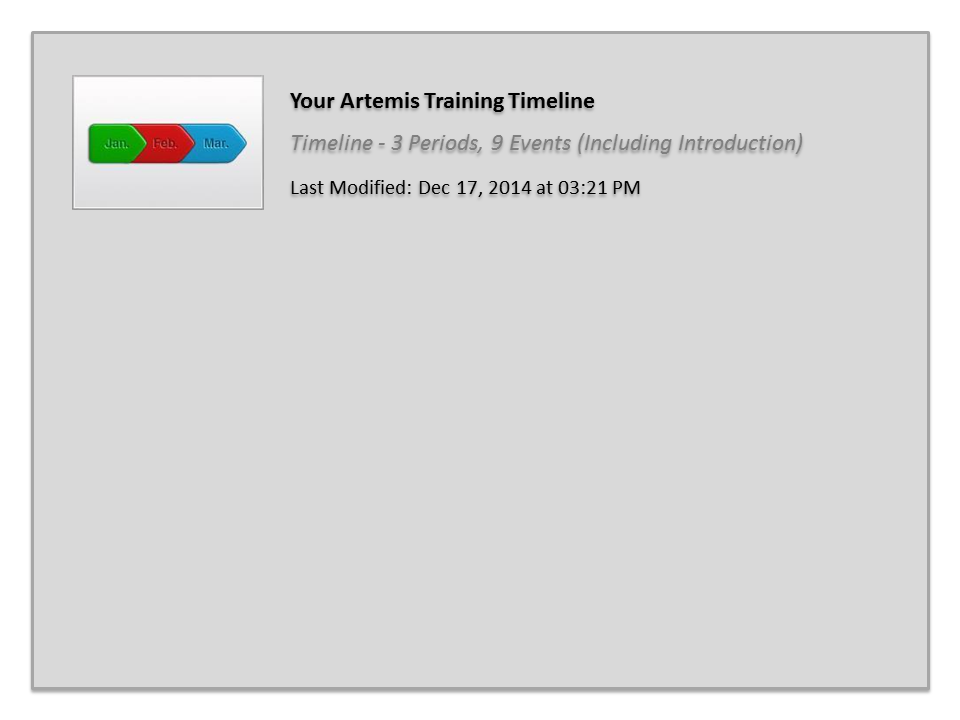 Your Artemis Training Timeline
Jan. Feb. Mar.
Timeline - 3 Periods, 9 Events (Including Introduction)
Last Modified: Dec 17, 2014 at 03:21 PM